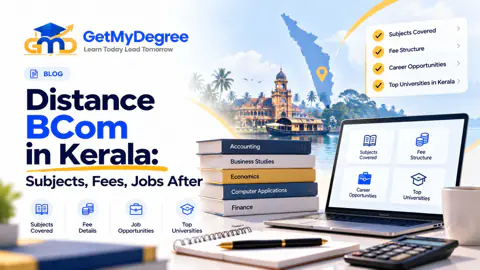 GMD
GetMyDegree
Learn Today Lead Tomorrow
BLOG
Distance
BCom
in Kerala:
Subjects, Fees, Jobs After
Subjects
Covered
Fee
Details
Job
Opportunities
Top
Universities
Subjects Covered
Fee Structure
Career Opportunities
Top Universities in Kerala
Accounting
Business Studies
Economics
Computer Applications
Finance
Subjects
Covered
Fee
Structure
Career
Opportunities
Top
Universities